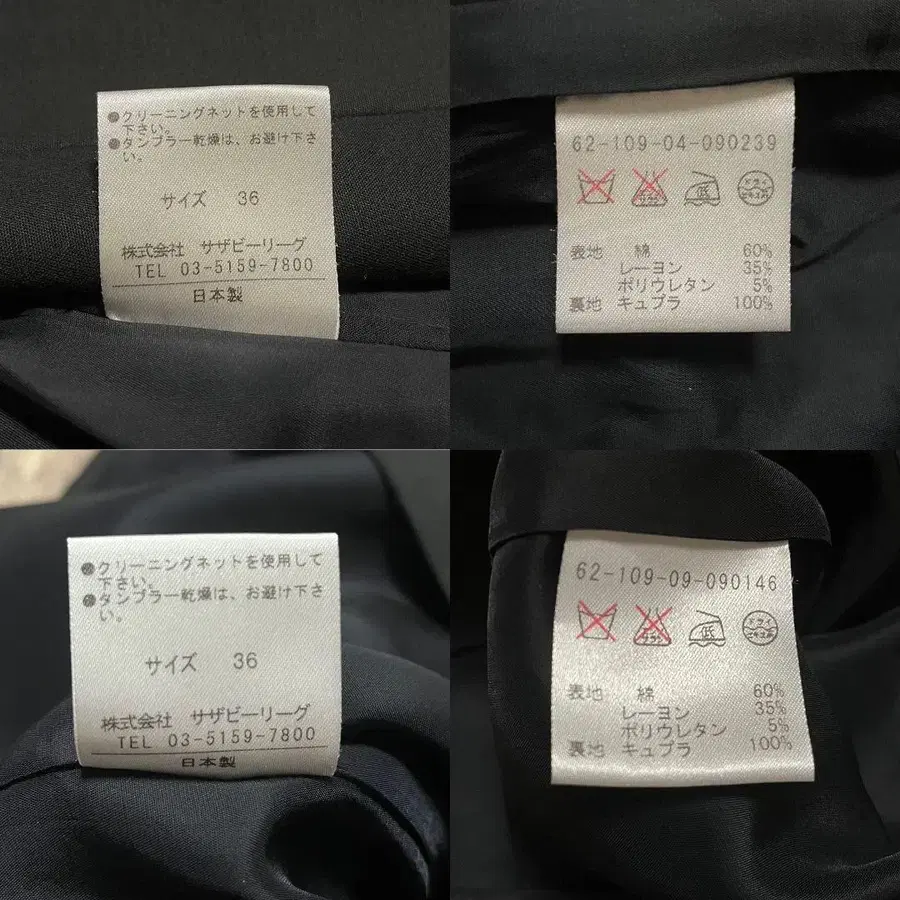 ●クリーニングネットを使用して
下さい。
●タンブラー乾燥は、お避け下さ
い。
サイズ 36
株式会社 サザビーリーグ
TEL 03-5159-7800
日本製
62-109-04-090239
低
ドライ
表地 綿 60%
レーヨン 35%
ポリウレタン 5%
裏地 キュプラ 100%
●クリーニングネットを使用して
下さい。
●タンブラー乾燥は、お避け下さ
い。
サイズ 36
株式会社 サザビーリーグ
TEL 03-5159-7800
日本製
62-109-09-090146
低
ドライ
表地 綿 60%
レーヨン 35%
ポリウレタン 5%
裏地 キュプラ 100%